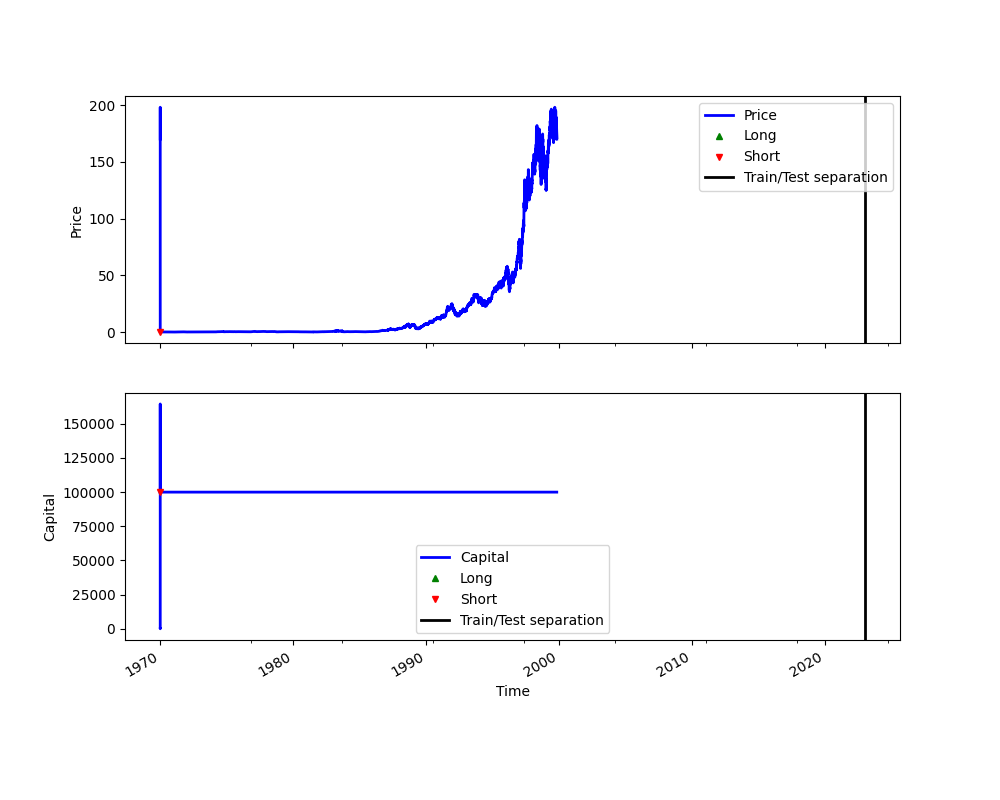 200
150
100
50
0
Price
Price
Long
Short
Train/Test separation
150000
125000
100000
75000
50000
25000
0
Capital
Capital
Long
Short
Train/Test separation
1970
1980
1990
2000
2010
2020
Time